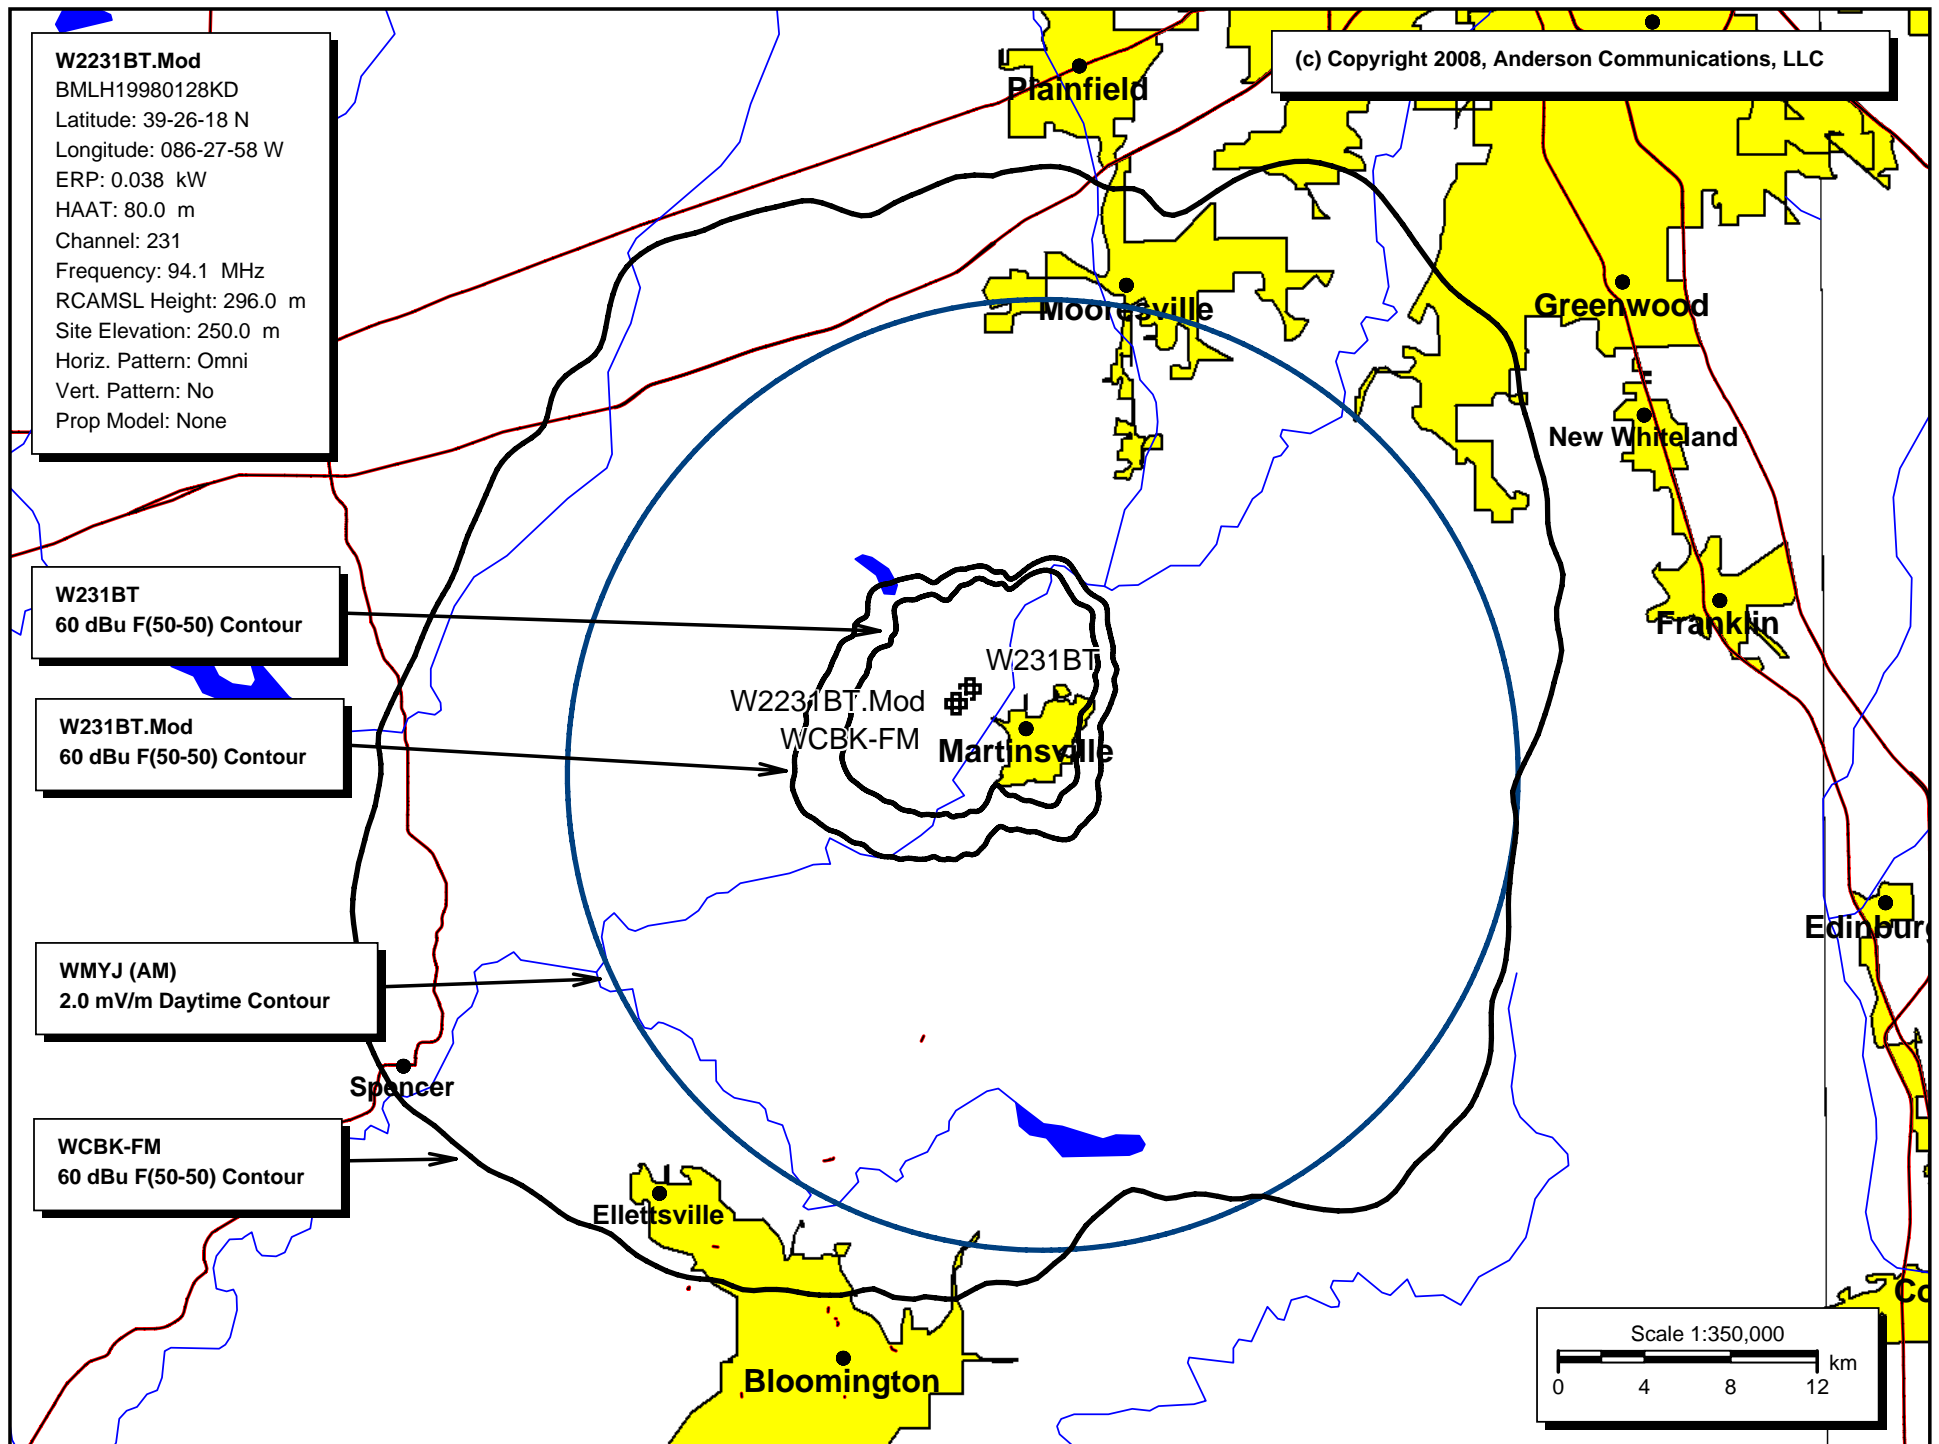 W2231BT.Mod
BMLH19980128KD
Latitude: 39-26-18 N
Longitude: 086-27-58 W
ERP: 0.038 kW
HAAT: 80.0 m
Channel: 231
Frequency: 94.1 MHz
RCAMSL Height: 296.0 m
Site Elevation: 250.0 m
Horiz. Pattern: Omni
Vert. Pattern: No
Prop Model: None
(c) Copyright 2008, Anderson Communications, LLC
Plainfield
Mooresville
Greenwood
New Whiteland
Franklin
W231BT
60 dBu F(50-50) Contour
W231BT
W2231BT.Mod
WCBK-FM
Martinsville
W231BT.Mod
60 dBu F(50-50) Contour
Edinburg
WMYJ (AM)
2.0 mV/m Daytime Contour
Spencer
WCBK-FM
60 dBu F(50-50) Contour
Ellettsville
Bloomington
Co
Scale 1:350,000
km
0 4 8 12